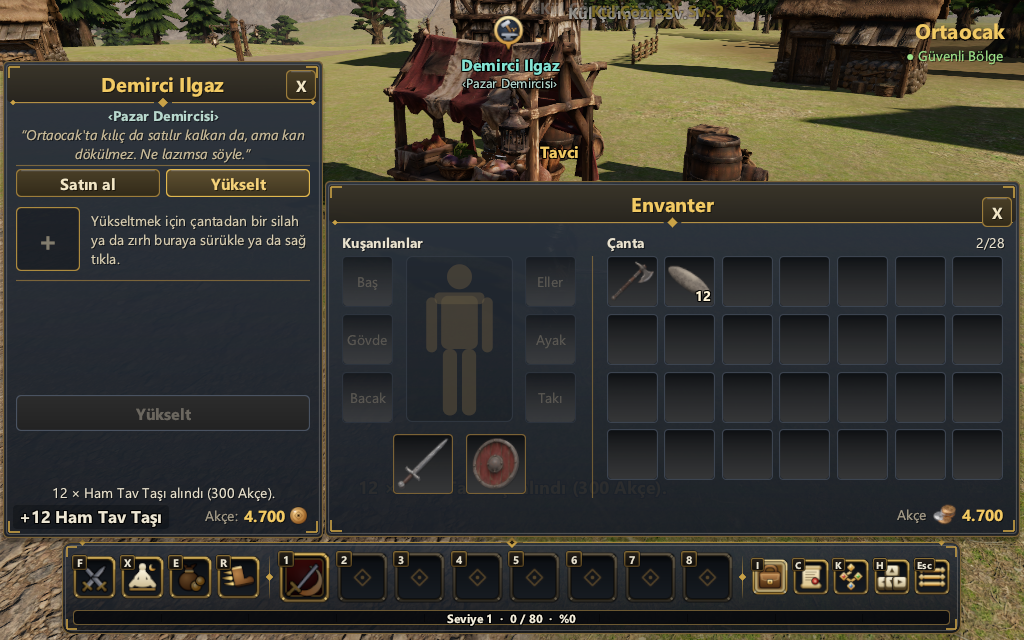 Ortaocak
Güvenli Bölge
Demirci Ilgaz
‹Pazar Demircisi›
Tavcı
Demirci Ilgaz
X
‹Pazar Demircisi›
"Ortaocak'ta kılıç da satılır kalkan da, ama kan
dökülmez. Ne lazımsa söyle."
Satın al
Yükselt
+
Yükseltmek için çantadan bir silah
ya da zırh buraya sürükle ya da sağ
tıkla.
Yükselt
12 × Ham Tav Taşı alındı (300 Akçe).
+12 Ham Tav Taşı
Akçe: 4.700
Envanter
X
Kuşanılanlar
Baş
Gövde
Bacak
Eller
Ayak
Takı
Çanta
2/28
12
Akçe
4.700
F
X
E
R
1
2
3
4
5
6
7
8
I
C
K
H
Esc
Seviye 1 · 0 / 80 · %0